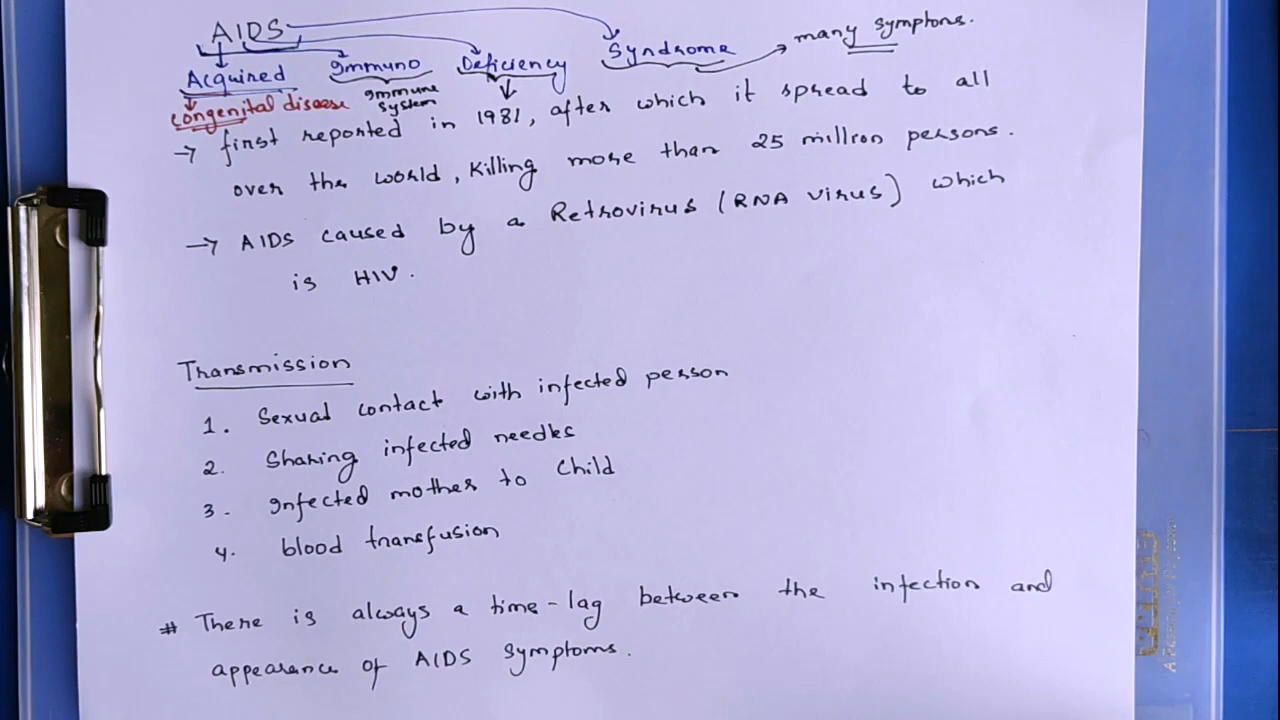 AIDS
many symptoms.
Acquired Immuno Deficiency Syndrome
congenital disease Immune system
→ first reported in 1981, after which it spread to all
over the world, killing more than 25 million persons.
→ AIDS caused by a Retrovirus (RNA virus) which
is HIV.
Transmission
1. Sexual contact with infected person
2. Sharing infected needles
3. Infected mother to child
4. blood transfusion
# There is always a time-lag between the infection and
appearance of AIDS symptoms.